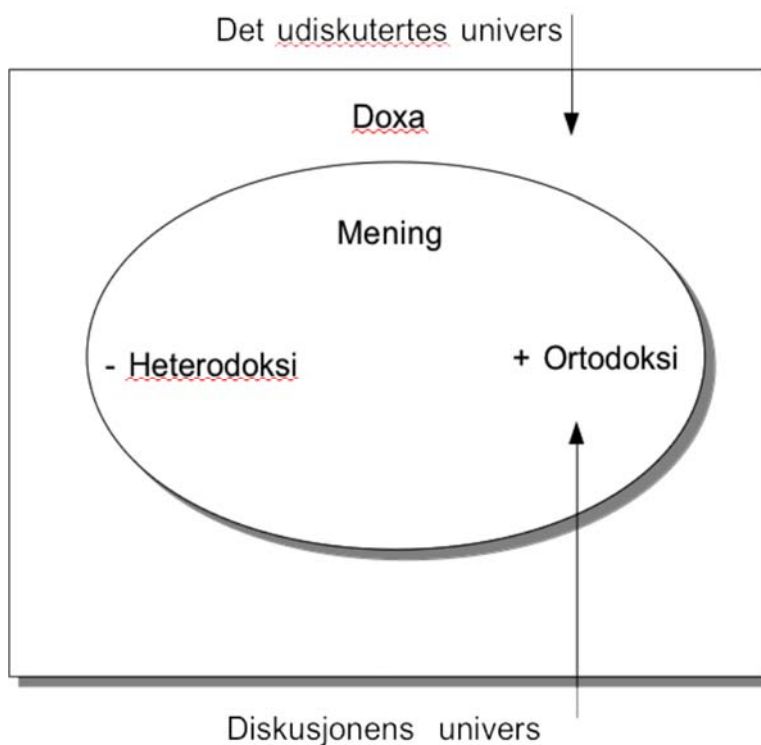 Det udiskutertes univers
Doxa
Mening
- Heterodoksi + Ortodoksi
Diskusjonens univers